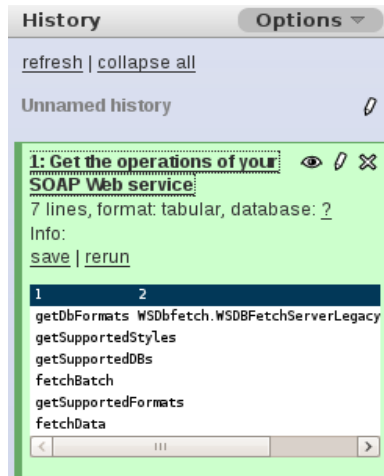 History Options
refresh | collapse all
Unnamed history
1: Get the operations of your
SOAP Web service
7 lines, format: tabular, database: ?
Info:
save | rerun
1 2
getDbFormats WSDbfetch.WSDBFetchServerLegacy
getSupportedStyles
getSupportedDBs
fetchBatch
getSupportedFormats
fetchData